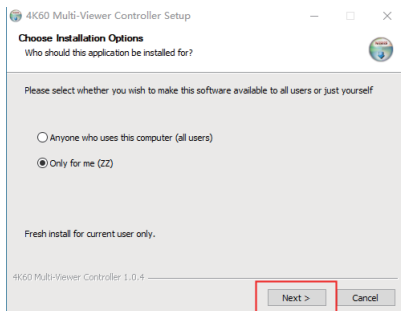 4K60 Multi-Viewer Controller Setup
Choose Installation Options
Who should this application be installed for?
Please select whether you wish to make this software available to all users or just yourself
Anyone who uses this computer (all users)
Only for me (ZZ)
Fresh install for current user only.
4K60 Multi-Viewer Controller 1.0.4
Next >
Cancel